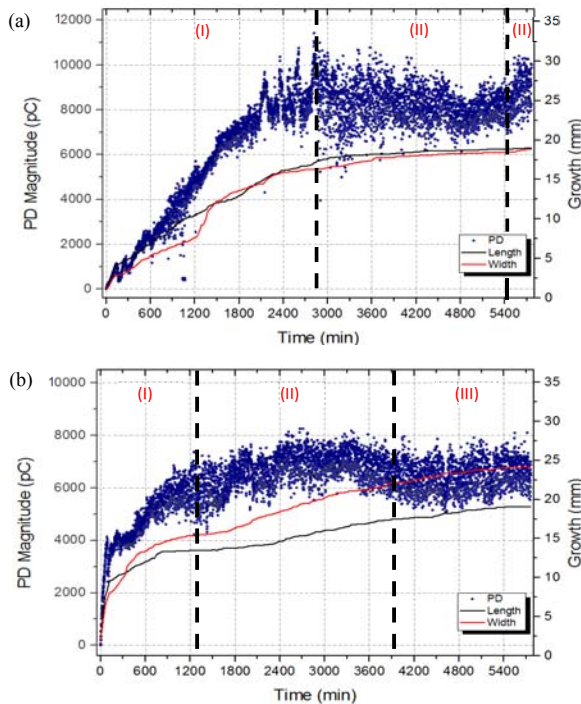 (a)
(I)
(II)
(II)
12000
10000
8000
6000
4000
2000
0
PD Magnitude (pC)
35
30
25
20
15
10
5
0
Growth (mm)
PD
Length
Width
0 600 1200 1800 2400 3000 3600 4200 4800 5400
Time (min)
(b)
(I)
(II)
(III)
10000
8000
6000
4000
2000
0
PD Magnitude (pC)
35
30
25
20
15
10
5
0
Growth (mm)
PD
Length
Width
0 600 1200 1800 2400 3000 3600 4200 4800 5400
Time (min)